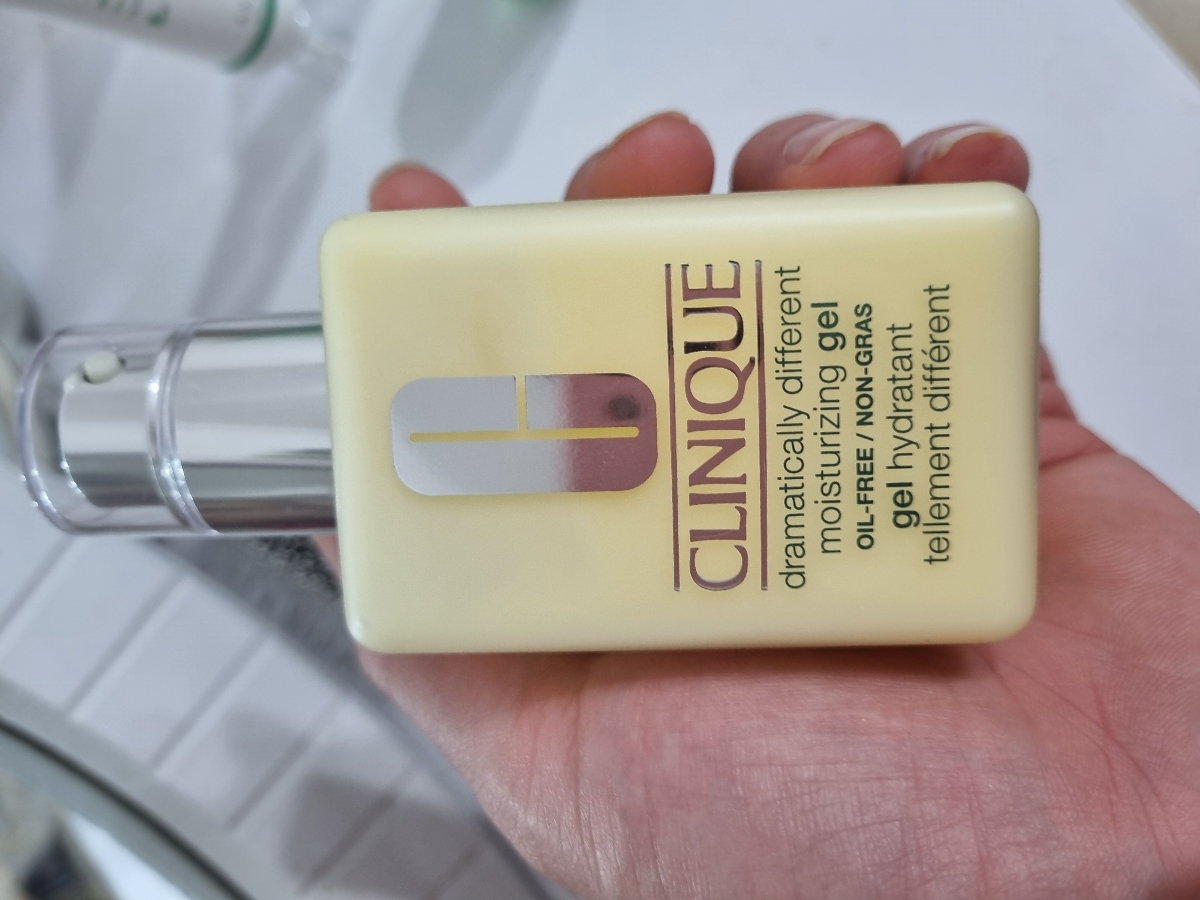 CLINIQUE
dramatically different
moisturizing gel
OIL-FREE / NON-GRAS
gel hydratant
tellement différent